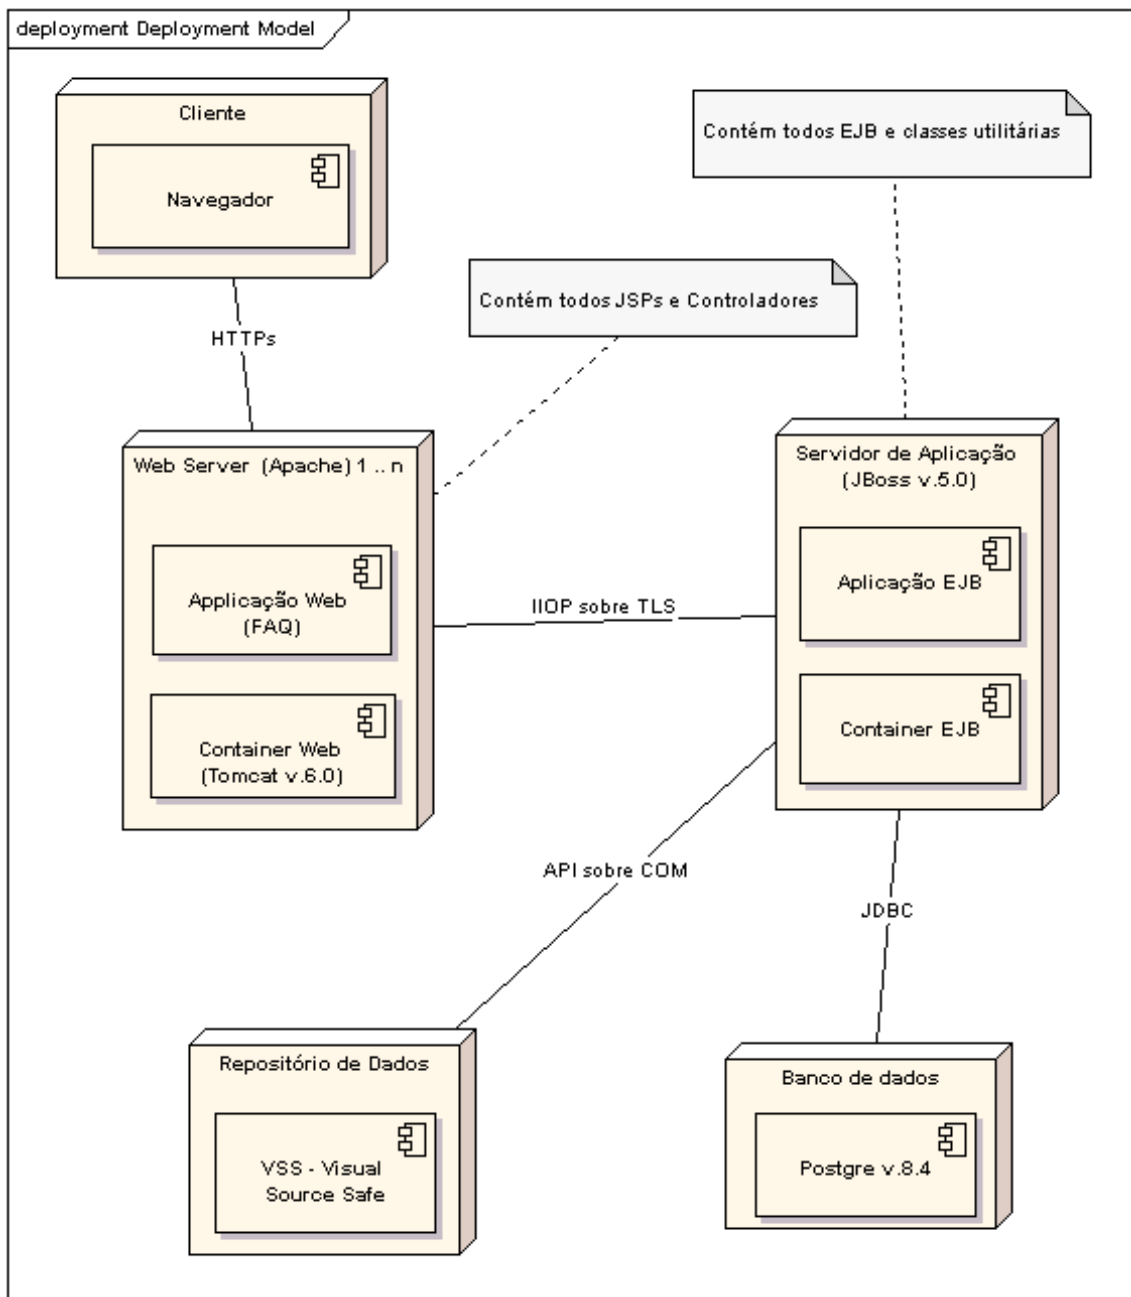 deployment Deployment Model
Cliente
Navegador
Contém todos EJB e classes utilitárias
Contém todos JSPs e Controladores
HTTPs
Web Server (Apache) 1 .. n
Applicação Web
(FAQ)
Container Web
(Tomcat v.6.0)
IIOP sobre TLS
Servidor de Aplicação
(JBoss v.5.0)
Aplicação EJB
Container EJB
API sobre COM
JDBC
Repositório de Dados
VSS - Visual
Source Safe
Banco de dados
Postgre v.8.4